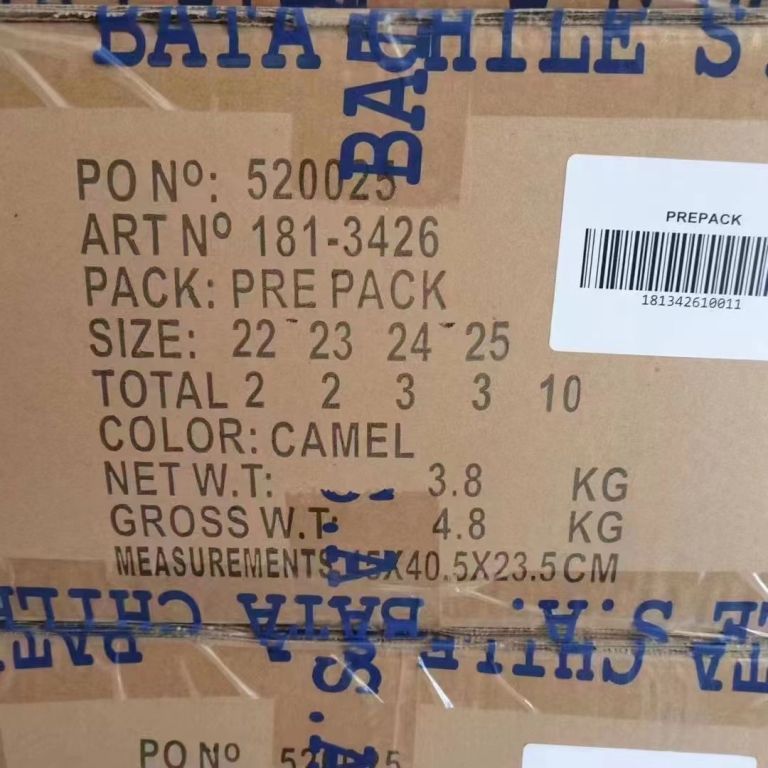 BATA CHILE S
BA
PO Nº: 520025
ART Nº 181-3426
PACK: PRE PACK
SIZE: 22 23 24 25
TOTAL 2 2 3 3 10
COLOR: CAMEL
NET W.T: 3.8 KG
GROSS W.T: 4.8 KG
MEASUREMENTS 45X40.5X23.5CM
PREPACK
181342610011
BATA CHILE S.A.
PO Nº